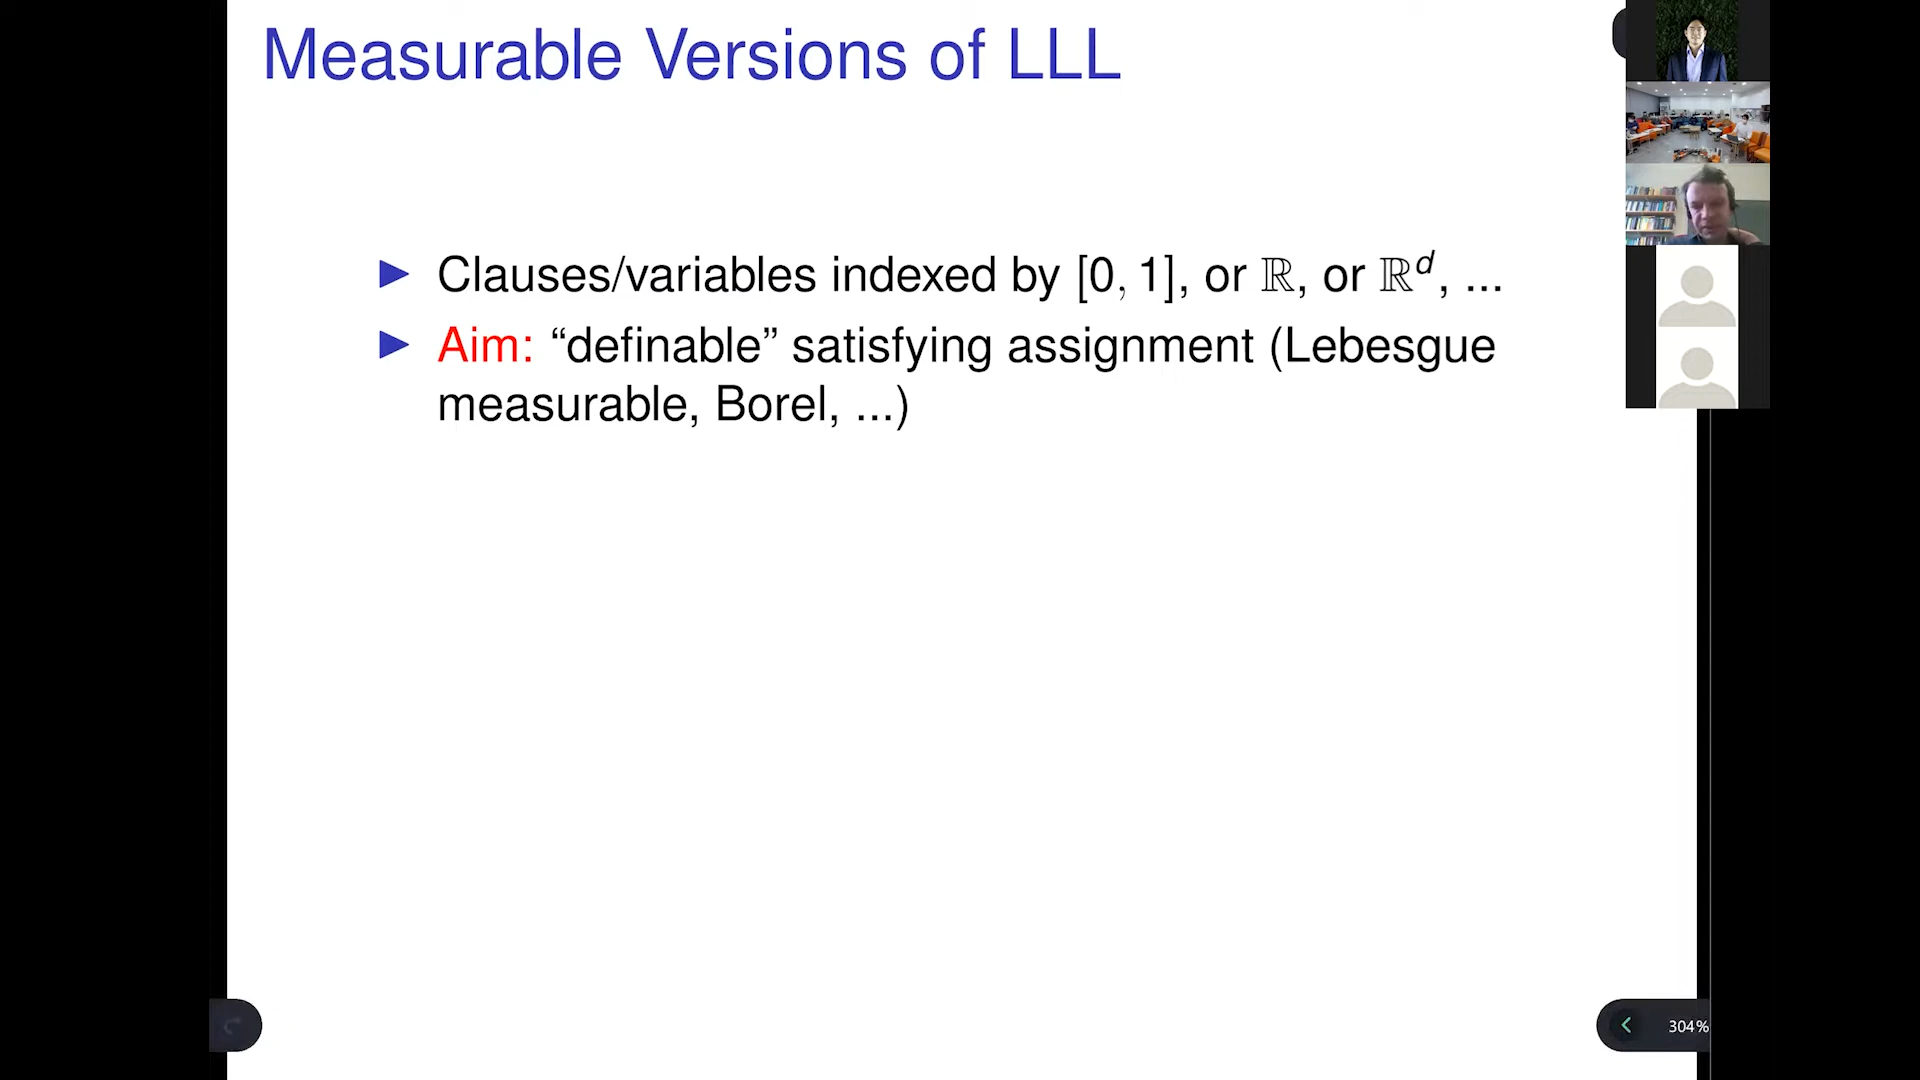 Measurable Versions of LLL
▶ Clauses/variables indexed by [0, 1], or ℝ, or ℝᵈ, ...
▶ Aim: “definable” satisfying assignment (Lebesgue
measurable, Borel, ...)
304%